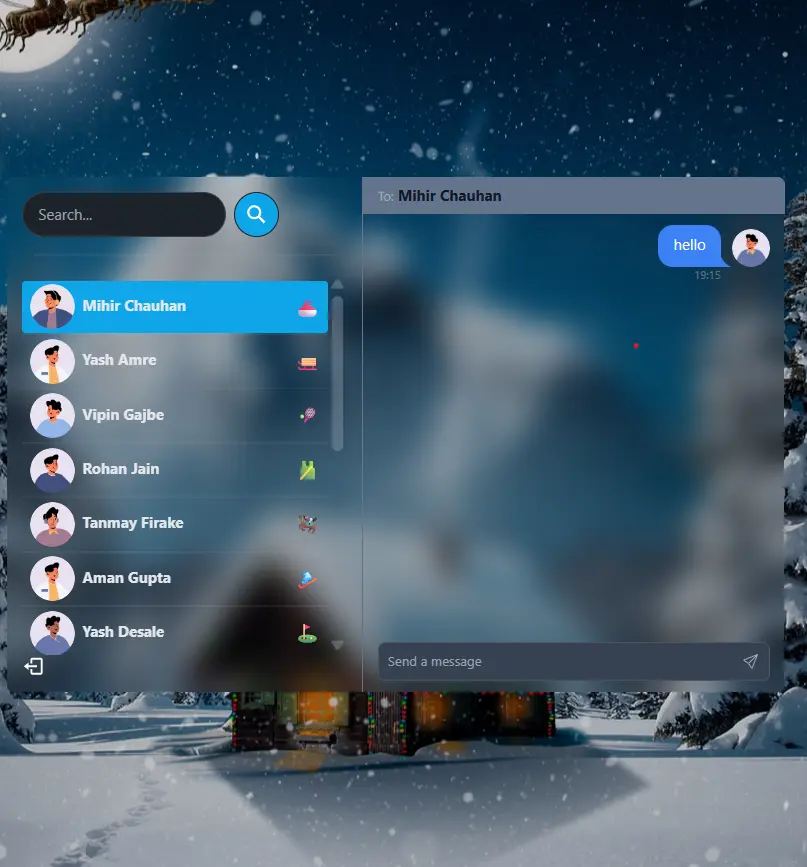 Search...
To: Mihir Chauhan
hello
19:15
Mihir Chauhan
Yash Amre
Vipin Gajbe
Rohan Jain
Tanmay Firake
Aman Gupta
Yash Desale
Send a message